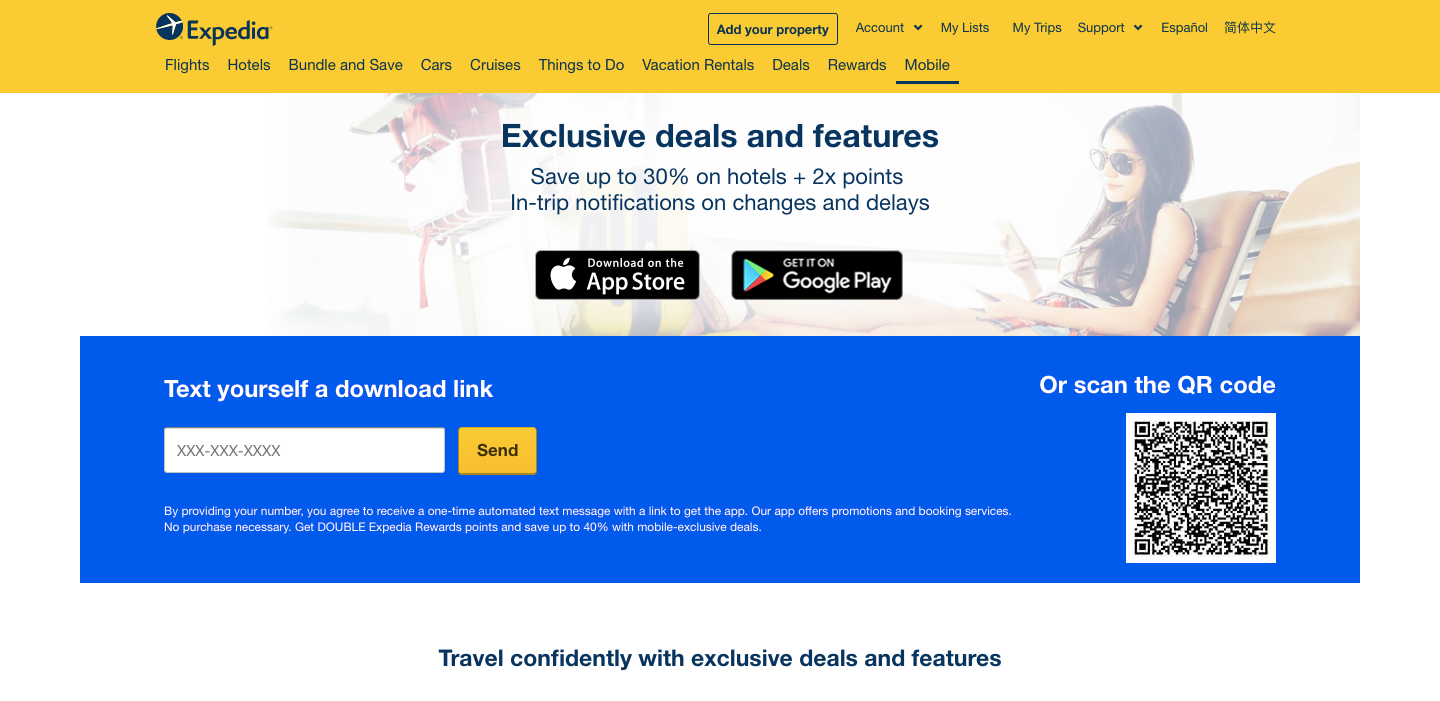 Expedia
Add your property
Account
My Lists
My Trips
Support
Español
简体中文
Flights
Hotels
Bundle and Save
Cars
Cruises
Things to Do
Vacation Rentals
Deals
Rewards
Mobile
Exclusive deals and features
Save up to 30% on hotels + 2x points
In-trip notifications on changes and delays
Download on the
App Store
GET IT ON
Google Play
Text yourself a download link
XXX-XXX-XXXX
Send
By providing your number, you agree to receive a one-time automated text message with a link to get the app. Our app offers promotions and booking services.
No purchase necessary. Get DOUBLE Expedia Rewards points and save up to 40% with mobile-exclusive deals.
Or scan the QR code
Travel confidently with exclusive deals and features